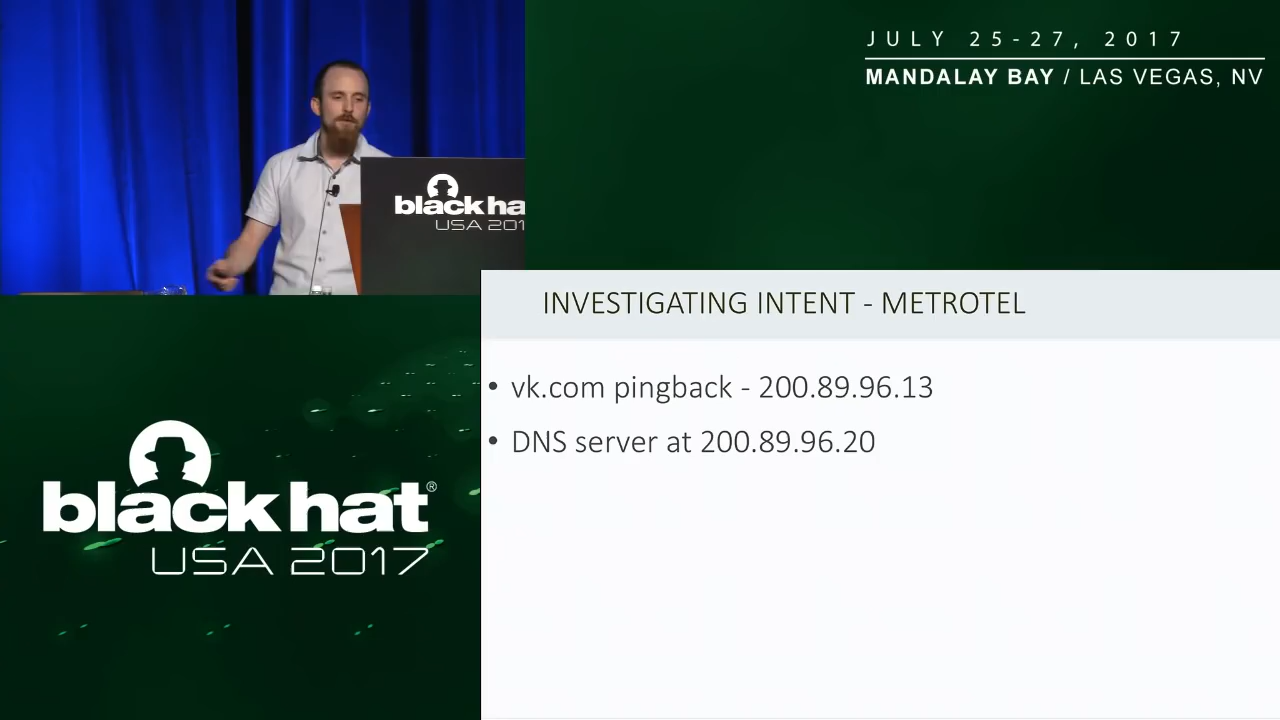 JULY 25-27, 2017
MANDALAY BAY / LAS VEGAS, NV
black ha
USA 201
INVESTIGATING INTENT - METROTEL
• vk.com pingback - 200.89.96.13
• DNS server at 200.89.96.20
black hat®
USA 2017